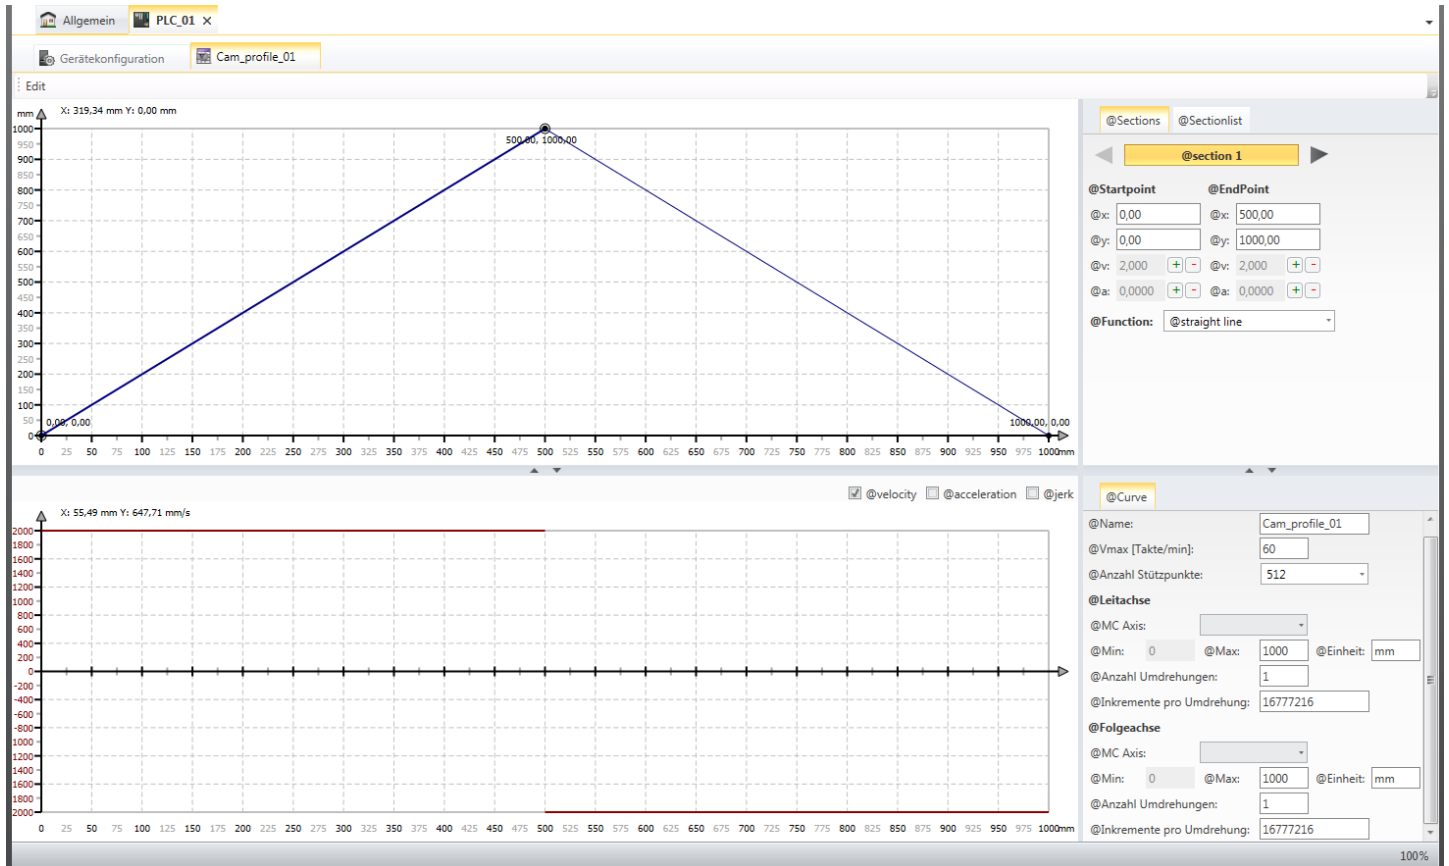 Allgemein PLC_01
Gerätekonfiguration Cam_profile_01
Edit
mm X: 319,34 mm Y: 0,00 mm
1000
950
900
850
800
750
700
650
600
550
500
450
400
350
300
250
200
150
100
50
0
500,00, 1000,00
0,00, 0,00
1000,00, 0,00
0 25 50 75 100 125 150 175 200 225 250 275 300 325 350 375 400 425 450 475 500 525 550 575 600 625 650 675 700 725 750 775 800 825 850 875 900 925 950 975 1000mm
@Sections @Sectionlist
@section 1
@Startpoint @EndPoint
@x: 0,00 @x: 500,00
@y: 0,00 @y: 1000,00
@v: 2,000 + - @v: 2,000 + -
@a: 0,0000 + - @a: 0,0000 + -
@Function: @straight line
@velocity @acceleration @jerk
X: 55,49 mm Y: 647,71 mm/s
2000
1800
1600
1400
1200
1000
800
600
400
200
0
-200
-400
-600
-800
1000
1200
1400
1600
1800
2000
0 25 50 75 100 125 150 175 200 225 250 275 300 325 350 375 400 425 450 475 500 525 550 575 600 625 650 675 700 725 750 775 800 825 850 875 900 925 950 975 1000mm
@Curve
@Name: Cam_profile_01
@Vmax [Takte/min]: 60
@Anzahl Stützpunkte: 512
@Leitachse
@MC Axis:
@Min: 0 @Max: 1000 @Einheit: mm
@Anzahl Umdrehungen: 1
@Inkremente pro Umdrehung: 16777216
@Folgeachse
@MC Axis:
@Min: 0 @Max: 1000 @Einheit: mm
@Anzahl Umdrehungen: 1
@Inkremente pro Umdrehung: 16777216
100%